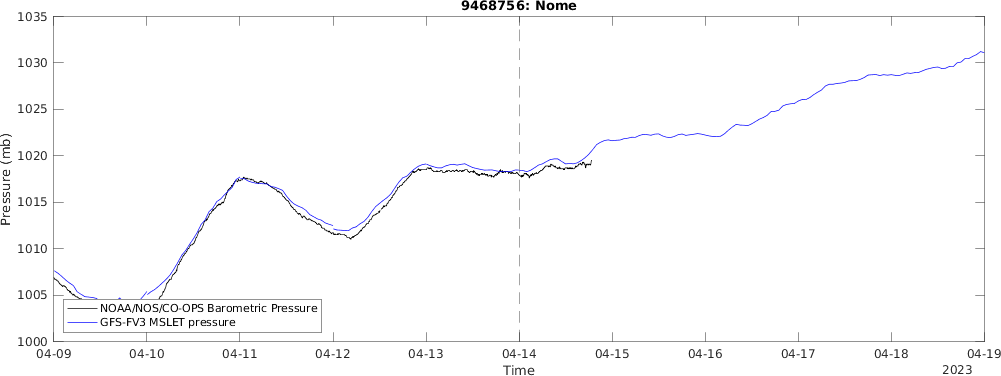 9468756: Nome
1035
1030
1025
1020
1015
1010
1005
1000
Pressure (mb)
NOAA/NOS/CO-OPS Barometric Pressure
GFS-FV3 MSLET pressure
04-09 04-10 04-11 04-12 04-13 04-14 04-15 04-16 04-17 04-18 04-19
Time
2023